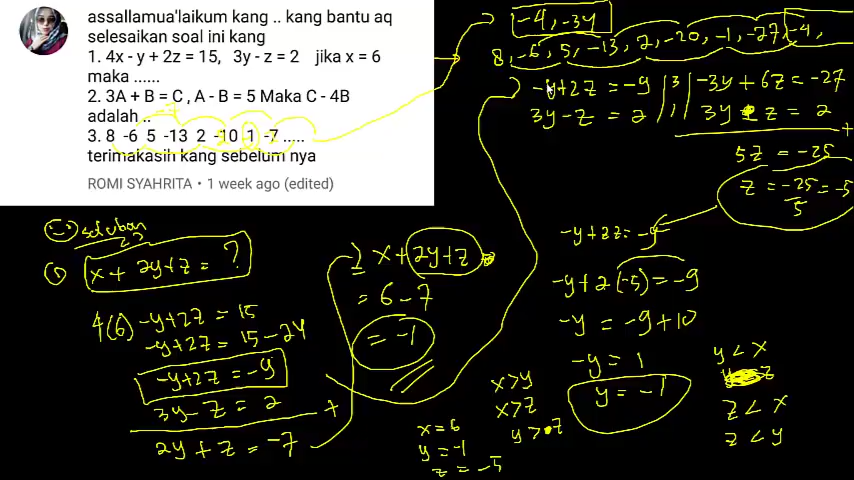 assallamua'laikum kang .. kang bantu aq
selesaikan soal ini kang
1. 4x - y + 2z = 15, 3y - z = 2 jika x = 6
maka ......
2. 3A + B = C , A - B = 5 Maka C - 4B
adalah ..
3. 8 -6 5 -13 2 -10 1 -7 .....
terimakasih kang sebelum nya
ROMI SYAHRITA • 1 week ago (edited)
-4, -34
8, -6, 5, -13, 2, -20, -1, -27, -4,
-y+2z = -9 |3| -3y + 6z = -27
3y - z = 2 |1| 3y - z = 2 +
5z = -25
z = -25/5 = -5
-y+2z = -9
-y+2(-5) = -9
-y = -9+10
-y = 1
y = -1
solution
① x + 2y+z = ?
4(6) -y+2z = 15
-y+2z = 15-24
-y+2z = -9
3y - z = 2 +
2y + z = -7
x + 2y+z
= 6 - 7
= -1
x>y
x>z
y>z
x=6
y=-1
z=-5
y < x
z < x
z < y